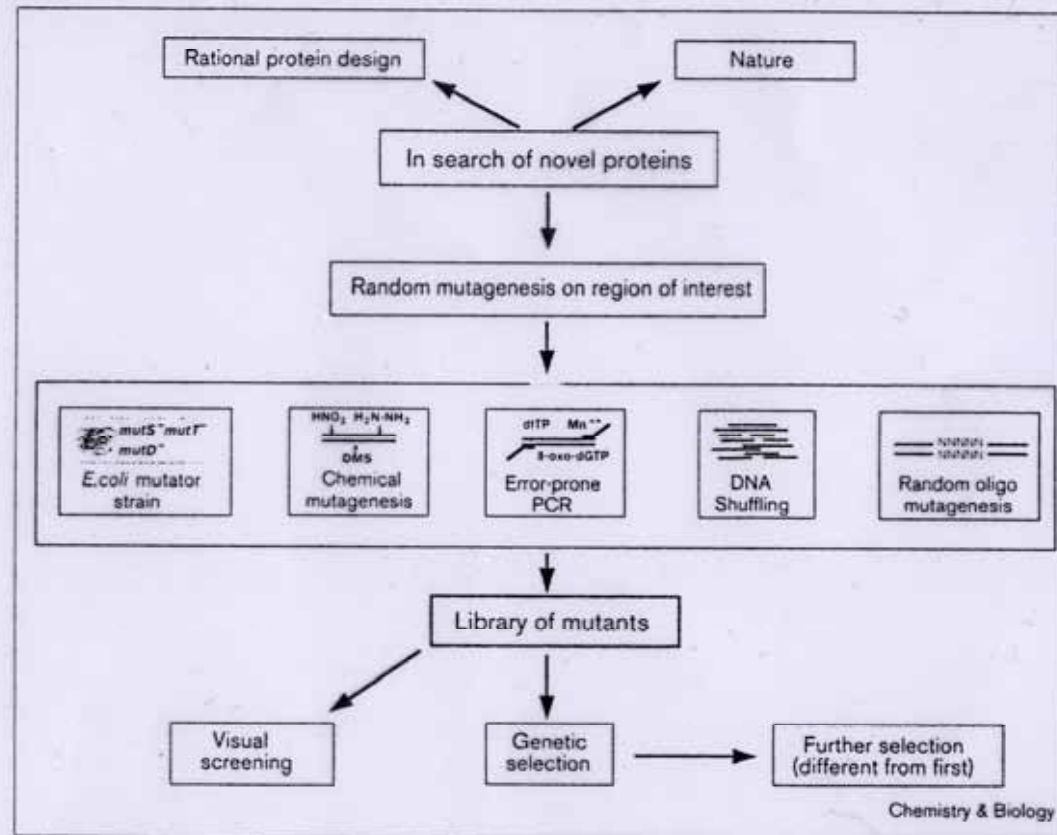 Rational protein design
Nature
In search of novel proteins
Random mutagenesis on region of interest
mutS⁻ mutT⁻
mutD⁻
E.coli mutator
strain
HNO₂ H₂N-NH₂
DMS
Chemical
mutagenesis
dITP Mn⁺⁺
8-oxo-dGTP
Error-prone
PCR
DNA
Shuffling
NNNNN
NNNNN
Random oligo
mutagenesis
Library of mutants
Visual
screening
Genetic
selection
Further selection
(different from first)
Chemistry & Biology